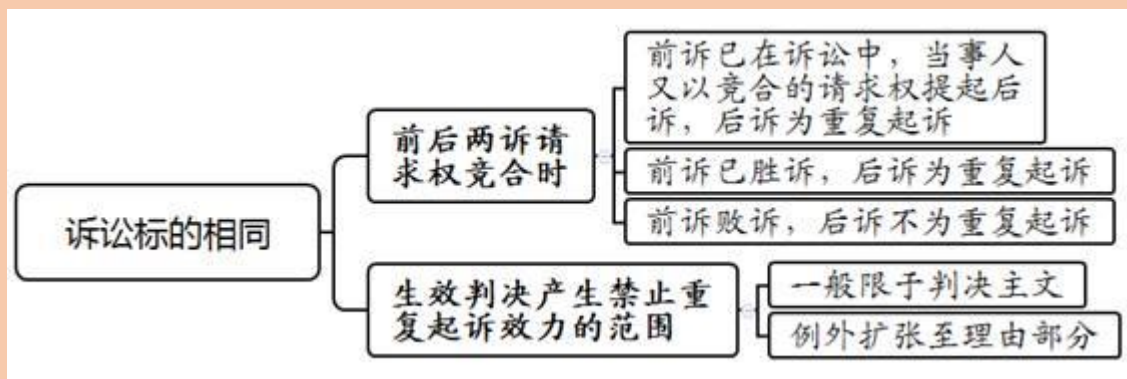 诉讼标的相同
前后两诉请
求权竞合时
前诉已在诉讼中，当事人
又以竞合的请求权提起后
诉，后诉为重复起诉
前诉已胜诉，后诉为重复起诉
前诉败诉，后诉不为重复起诉
生效判决产生禁止重
复起诉效力的范围
一般限于判决主文
例外扩张至理由部分